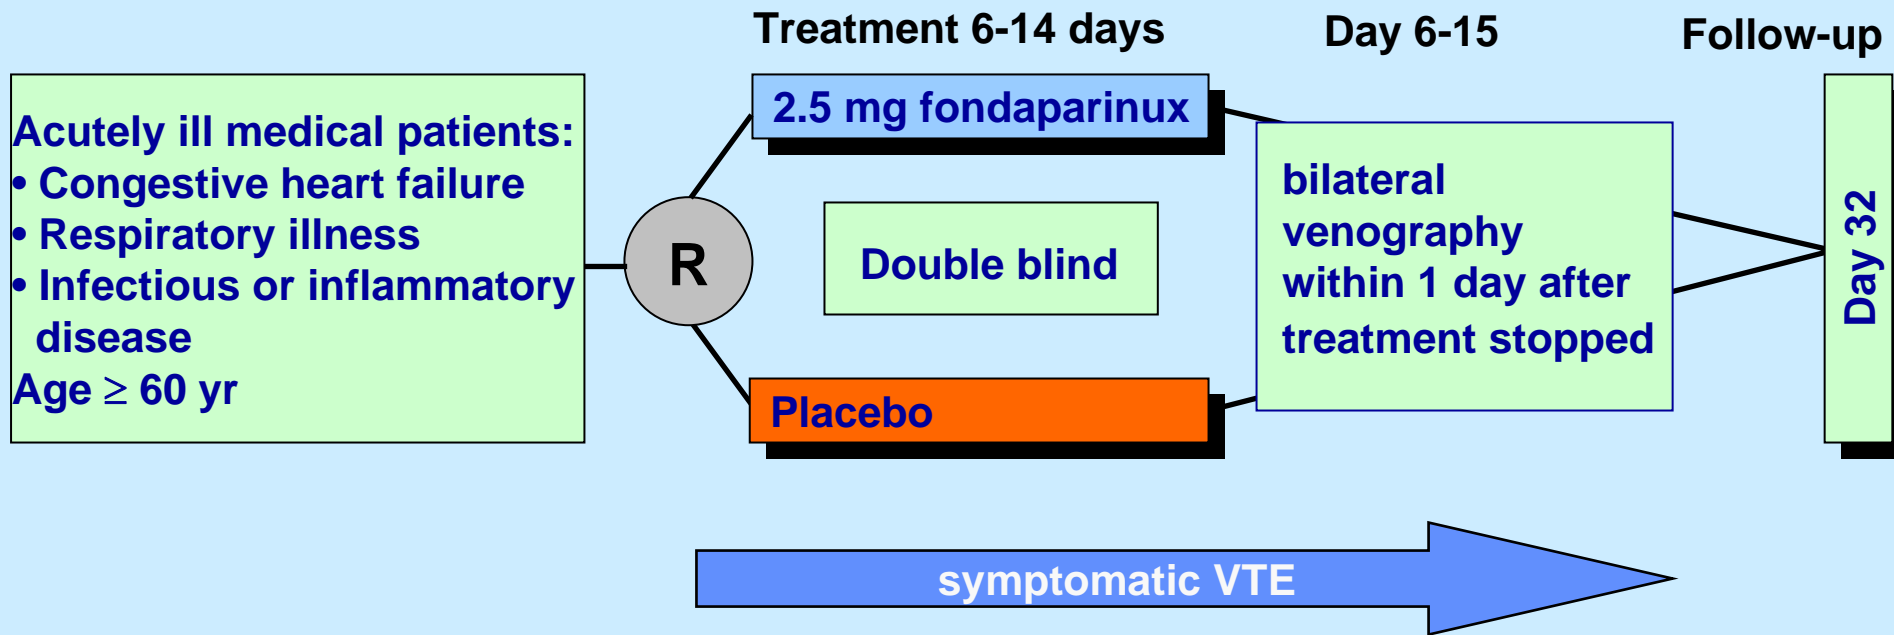 Treatment 6-14 days
Day 6-15
Follow-up
Acutely ill medical patients:
• Congestive heart failure
• Respiratory illness
• Infectious or inflammatory
disease
Age ≥ 60 yr
R
2.5 mg fondaparinux
Double blind
Placebo
bilateral
venography
within 1 day after
treatment stopped
Day 32
symptomatic VTE